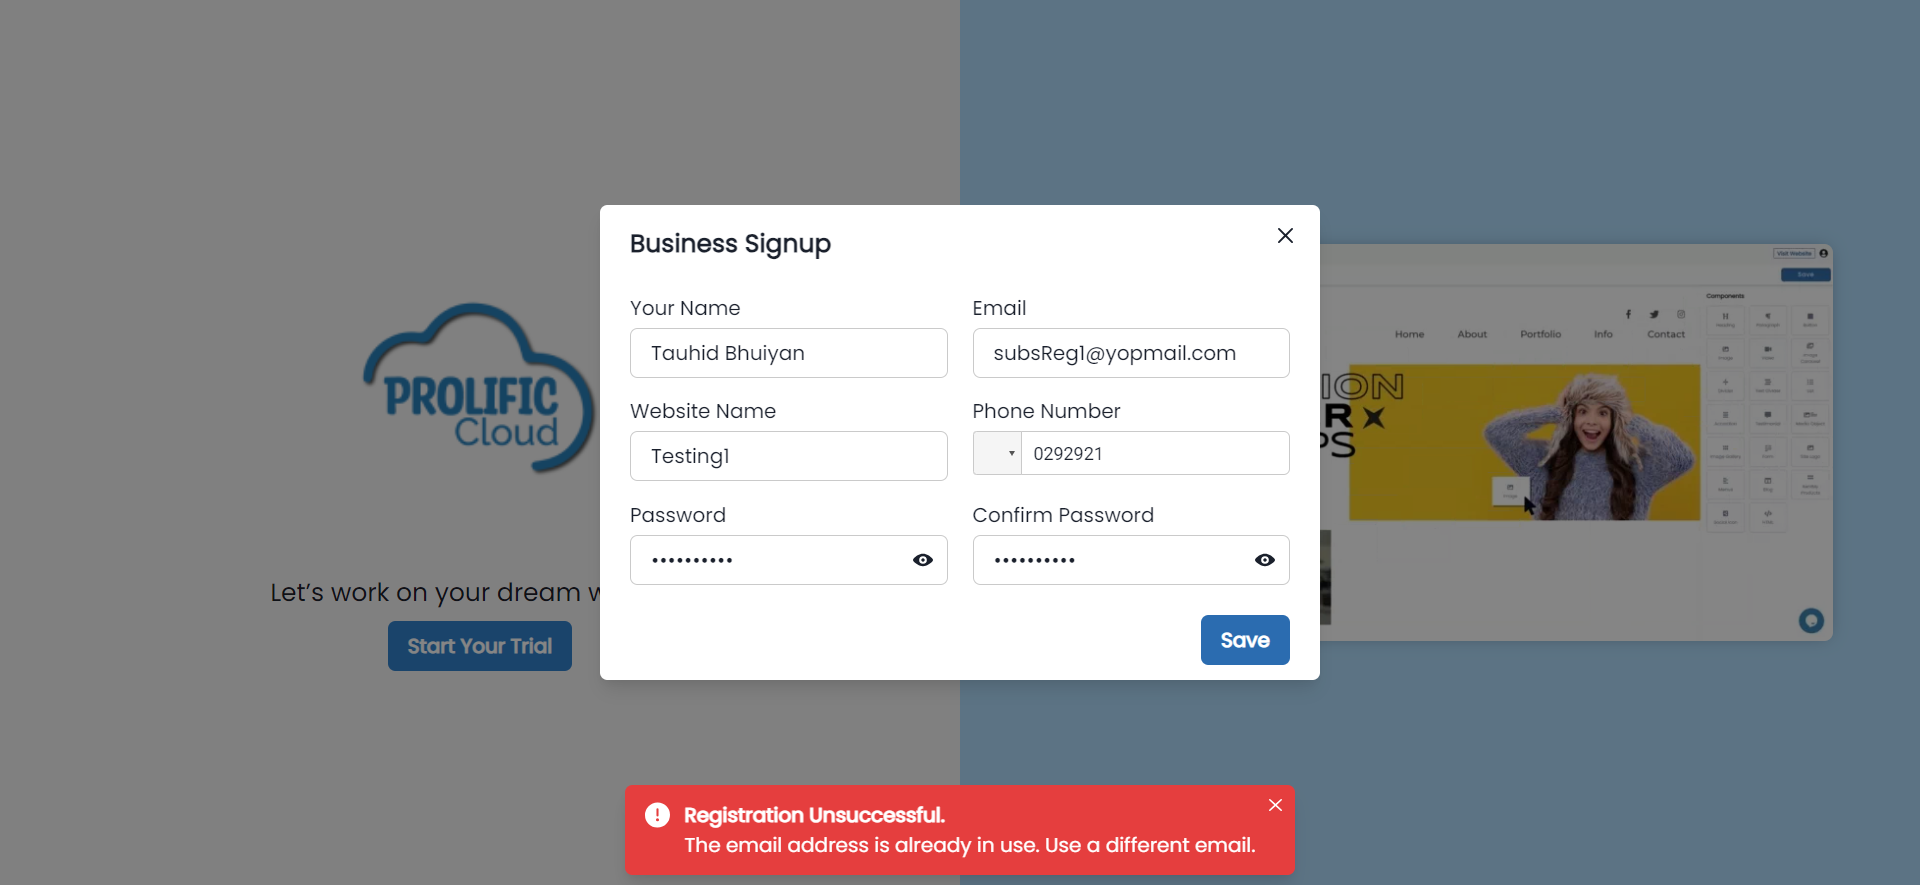 Business Signup
Your Name
Email
Tauhid Bhuiyan
subsReg1@yopmail.com
Website Name
Phone Number
Testing1
0292921
Password
Confirm Password
••••••••••
••••••••••
Save
PROLIFIC
Cloud
Let's work on your dream w
Start Your Trial
Visit Website
Save
Components
Home About Portfolio Info Contact
ION
R
PS
Registration Unsuccessful.
The email address is already in use. Use a different email.